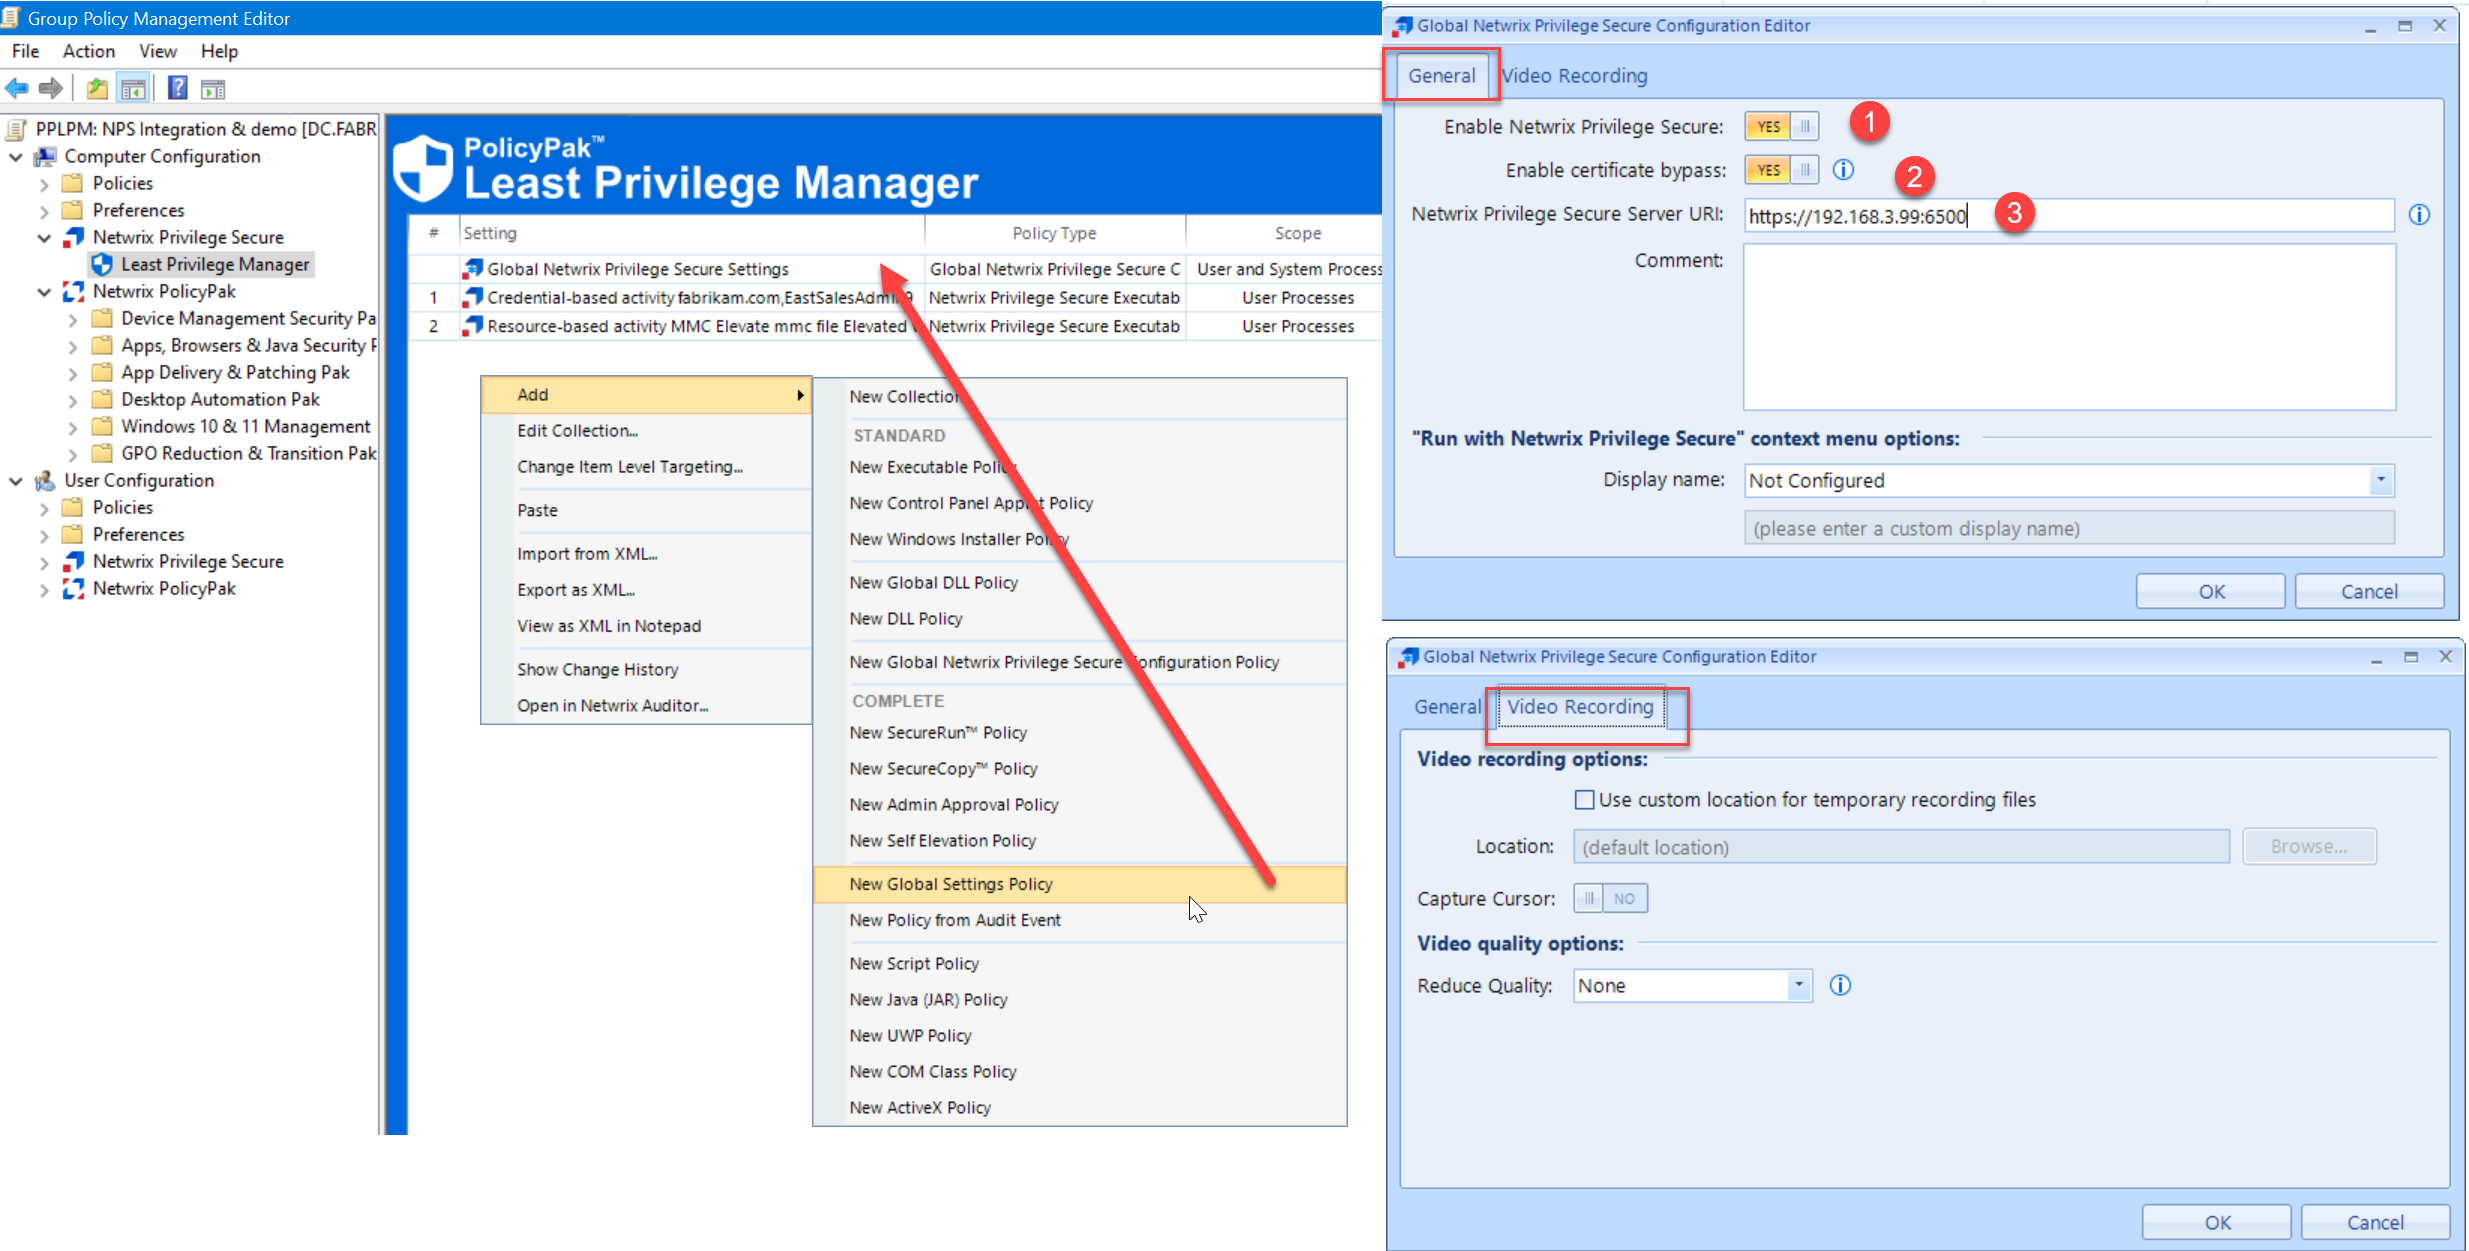 Group Policy Management Editor
File Action View Help
PPLPM: NPS Integration & demo [DC.FABR
Computer Configuration
Policies
Preferences
Netwrix Privilege Secure
Least Privilege Manager
Netwrix PolicyPak
Device Management Security Pa
Apps, Browsers & Java Security P
App Delivery & Patching Pak
Desktop Automation Pak
Windows 10 & 11 Management
GPO Reduction & Transition Pak
User Configuration
Policies
Preferences
Netwrix Privilege Secure
Netwrix PolicyPak
PolicyPak™
Least Privilege Manager
# Setting Policy Type Scope
Global Netwrix Privilege Secure Settings Global Netwrix Privilege Secure C User and System Process
1 Credential-based activity fabrikam.com,EastSalesAdmin9 Netwrix Privilege Secure Executab User Processes
2 Resource-based activity MMC Elevate mmc file Elevated Netwrix Privilege Secure Executab User Processes
Add
Edit Collection...
Change Item Level Targeting...
Paste
Import from XML...
Export as XML...
View as XML in Notepad
Show Change History
Open in Netwrix Auditor...
New Collection
STANDARD
New Executable Policy
New Control Panel Applet Policy
New Windows Installer Policy
New Global DLL Policy
New DLL Policy
New Global Netwrix Privilege Secure Configuration Policy
COMPLETE
New SecureRun™ Policy
New SecureCopy™ Policy
New Admin Approval Policy
New Self Elevation Policy
New Global Settings Policy
New Policy from Audit Event
New Script Policy
New Java (JAR) Policy
New UWP Policy
New COM Class Policy
New ActiveX Policy
Global Netwrix Privilege Secure Configuration Editor
General Video Recording
Enable Netwrix Privilege Secure: YES 1
Enable certificate bypass: YES 2
Netwrix Privilege Secure Server URI: https://192.168.3.99:6500 3
Comment:
"Run with Netwrix Privilege Secure" context menu options:
Display name: Not Configured
(please enter a custom display name)
OK Cancel
Global Netwrix Privilege Secure Configuration Editor
General Video Recording
Video recording options:
Use custom location for temporary recording files
Location: (default location) Browse...
Capture Cursor: NO
Video quality options:
Reduce Quality: None
OK Cancel